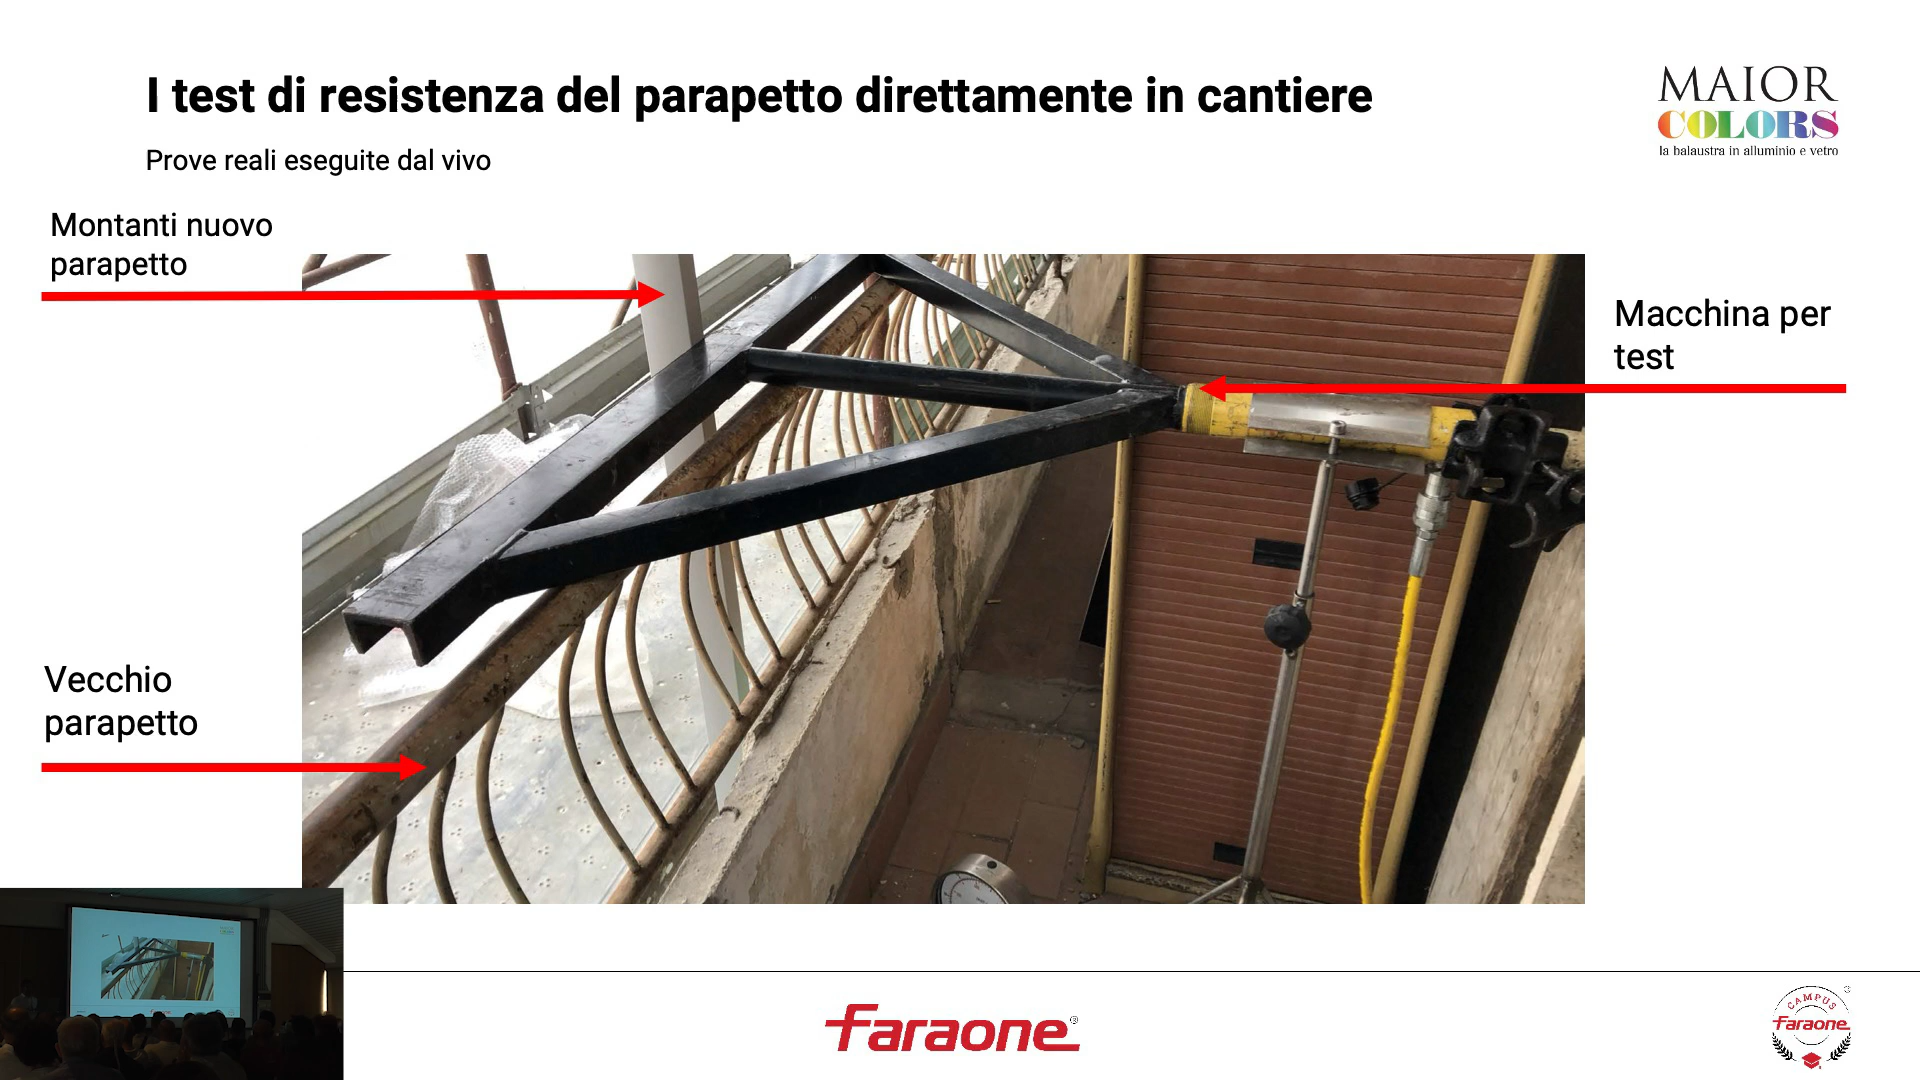 I test di resistenza del parapetto direttamente in cantiere
Prove reali eseguite dal vivo
MAIOR
COLORS
la balaustra in alluminio e vetro
Montanti nuovo
parapetto
Macchina per
test
Vecchio
parapetto
faraone®
CAMPUS
faraone